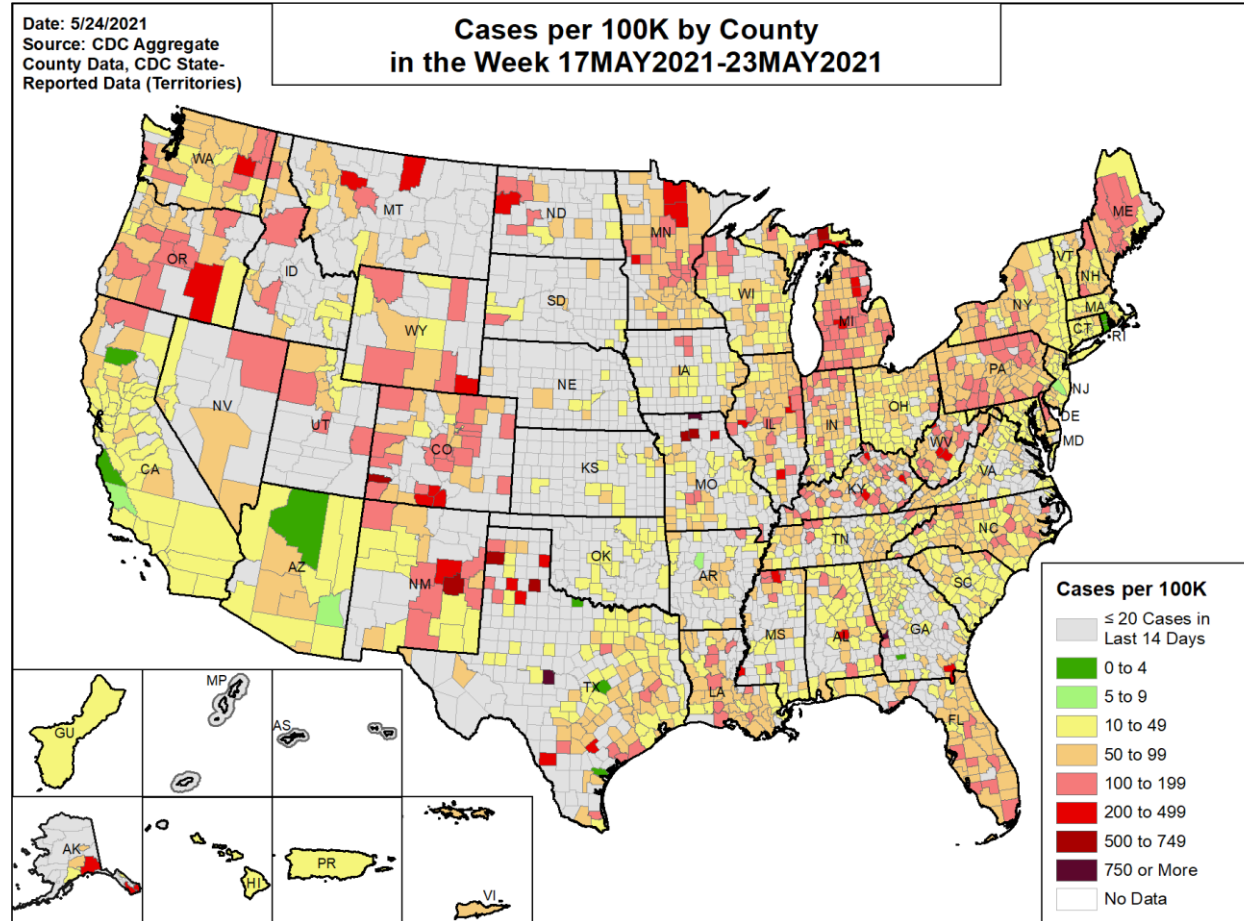 Date: 5/24/2021
Source: CDC Aggregate
County Data, CDC State-
Reported Data (Territories)
Cases per 100K by County
in the Week 17MAY2021-23MAY2021
WA
MT
ND
MN
ME
OR
ID
SD
WI
MI
VT
NH
NY
MA
CT
RI
WY
NE
IA
PA
NJ
NV
UT
CO
IL
IN
OH
DE
MD
WV
VA
CA
KS
MO
KY
AZ
NM
OK
AR
TN
NC
SC
MS
AL
GA
TX
LA
FL
GU
MP
AS
AK
HI
PR
VI
Cases per 100K
≤ 20 Cases in
Last 14 Days
0 to 4
5 to 9
10 to 49
50 to 99
100 to 199
200 to 499
500 to 749
750 or More
No Data